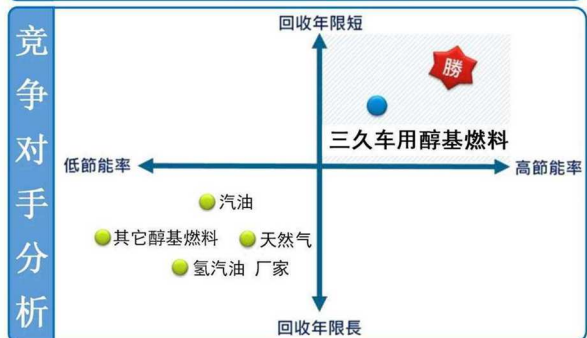 竞争对手分析
回收年限短
勝
三久车用醇基燃料
低節能率
高節能率
汽油
其它醇基燃料
天然气
氢汽油 厂家
回收年限長